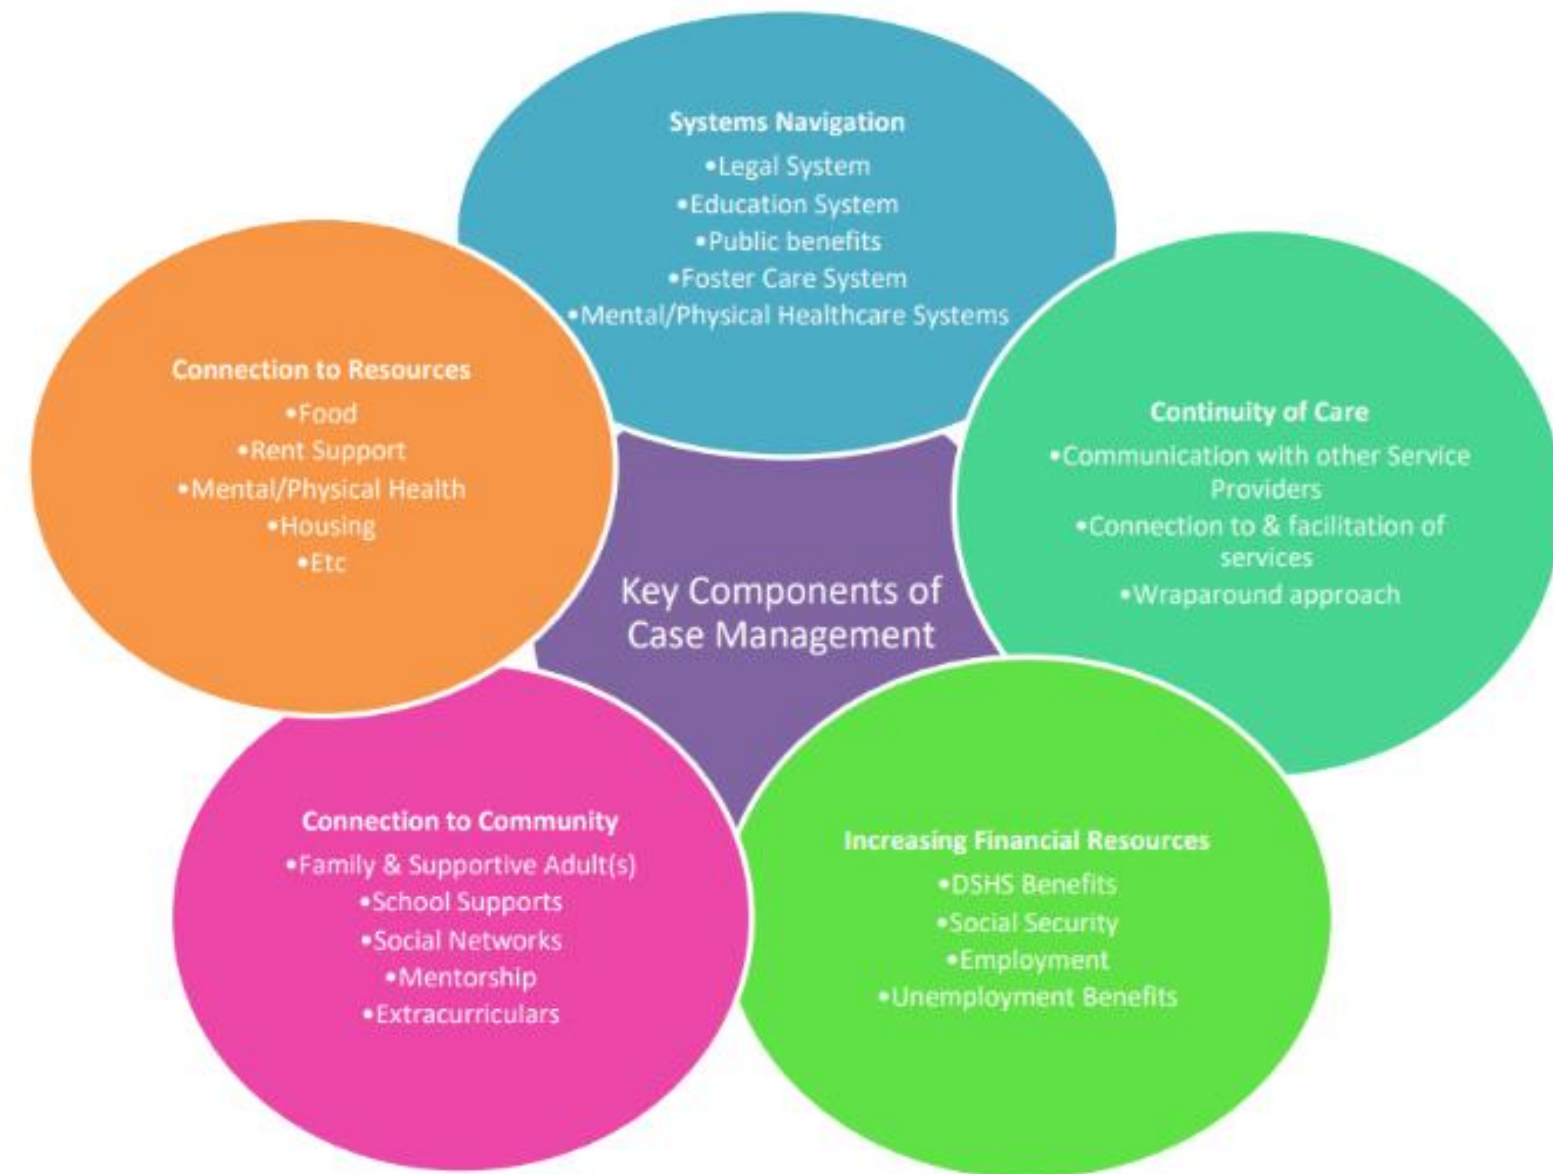 Systems Navigation
•Legal System
•Education System
•Public benefits
•Foster Care System
•Mental/Physical Healthcare Systems
Connection to Resources
•Food
•Rent Support
•Mental/Physical Health
•Housing
•Etc
Continuity of Care
•Communication with other Service
Providers
•Connection to & facilitation of
services
•Wraparound approach
Key Components of
Case Management
Connection to Community
•Family & Supportive Adult(s)
•School Supports
•Social Networks
•Mentorship
•Extracurriculars
Increasing Financial Resources
•DSHS Benefits
•Social Security
•Employment
•Unemployment Benefits